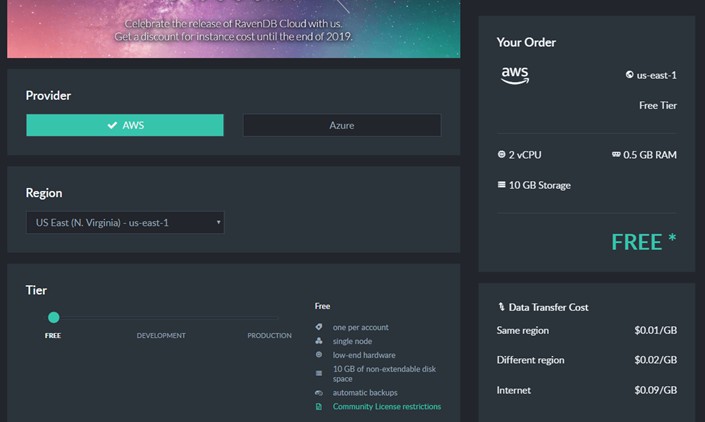 Celebrate the release of RavenDB Cloud with us.
Get a discount for instance cost until the end of 2019.
Provider
AWS
Azure
Region
US East (N. Virginia) - us-east-1
Tier
FREE
DEVELOPMENT
PRODUCTION
Free
one per account
single node
low-end hardware
10 GB of non-extendable disk
space
automatic backups
Community License restrictions
Your Order
aws
us-east-1
Free Tier
2 vCPU
0.5 GB RAM
10 GB Storage
FREE *
Data Transfer Cost
Same region $0.01/GB
Different region $0.02/GB
Internet $0.09/GB